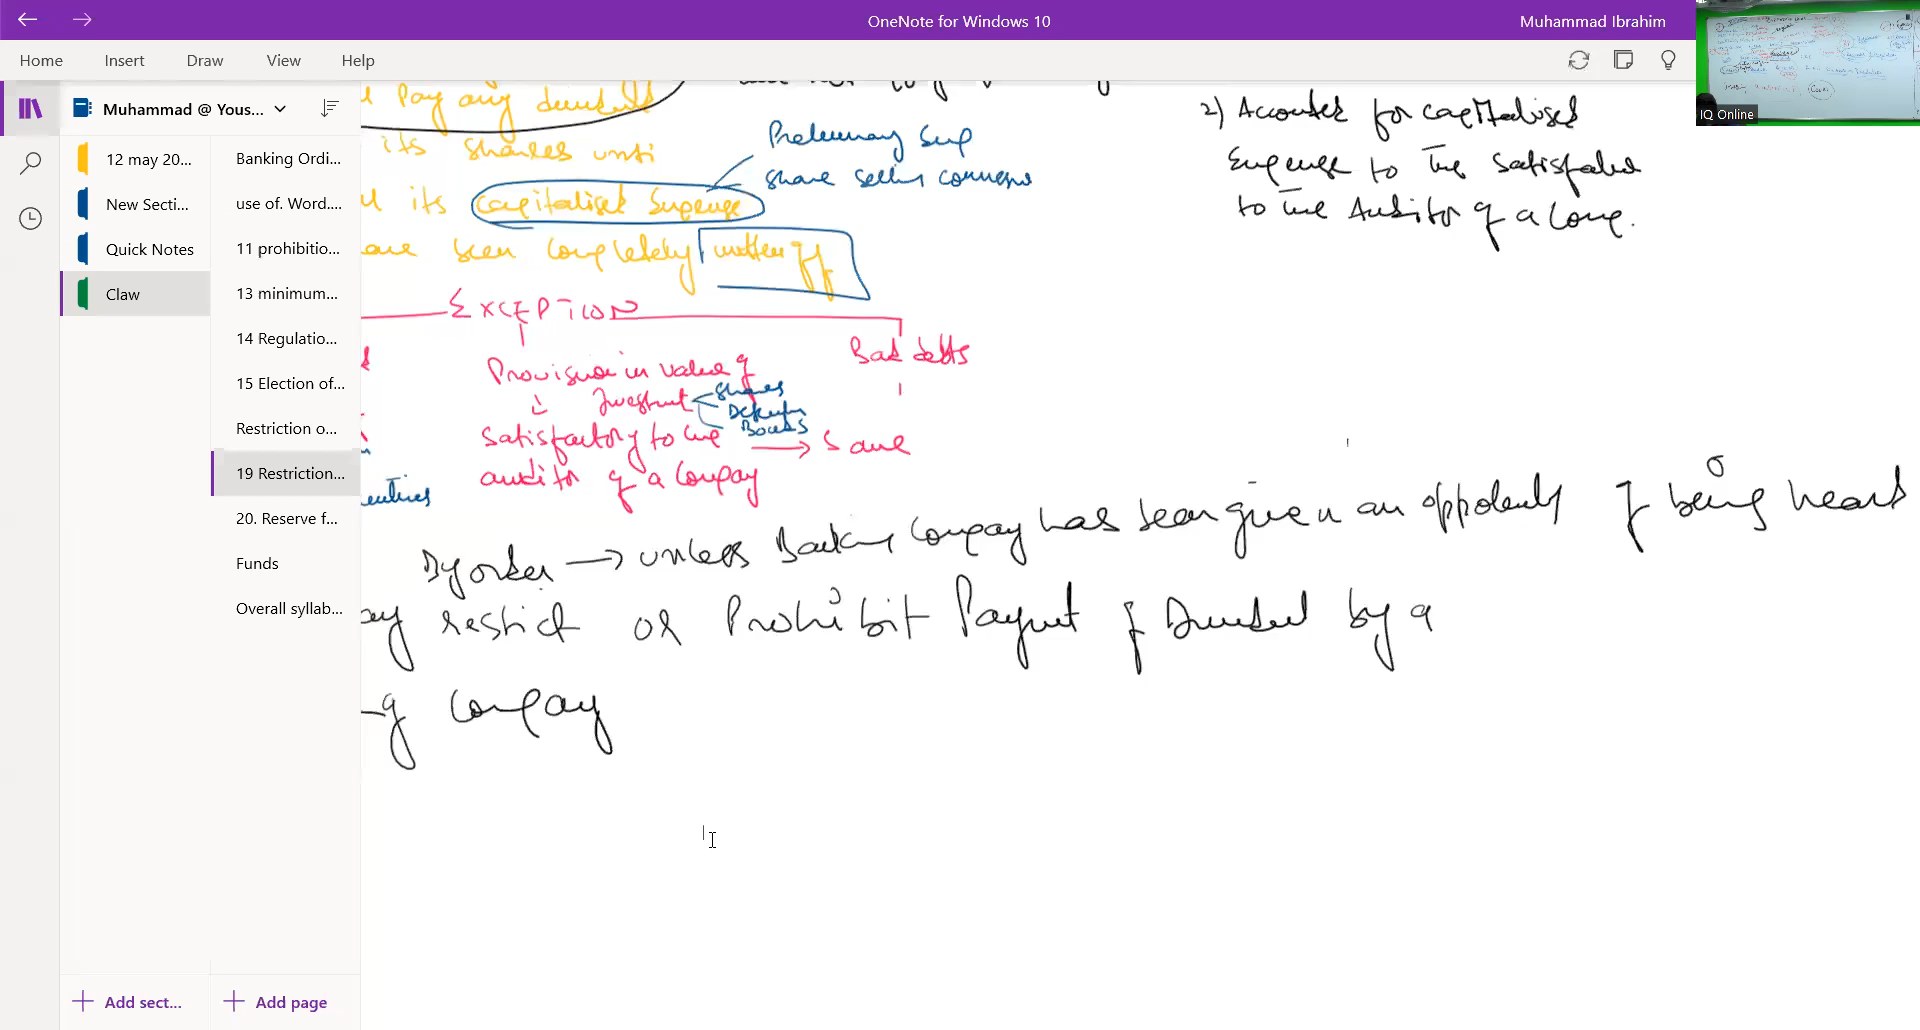 OneNote for Windows 10
Muhammad Ibrahim
Home Insert Draw View Help
IQ Online
Muhammad @ Yous...
12 may 20...
New Secti...
Quick Notes
Claw
Banking Ordi...
use of. Word....
11 prohibitio...
13 minimum...
14 Regulatio...
15 Election of...
Restriction o...
19 Restriction...
20. Reserve f...
Funds
Overall syllab...
Add sect...
Add page
Pay any
its shares until
its capitalised expense
been completely written off
Preliminary Exp
share selling
2) Accounted for capitalised
Expense to the satisfaction
to the Auditor of a Comp.
EXCEPTION
Provision in value of
Investment
shares
Bonds
satisfactory to the
auditor of a Company
Bad debts
Same
By order → unless Banking Company has been given an of being heard
restrict or Prohibit Payment of by a
Company